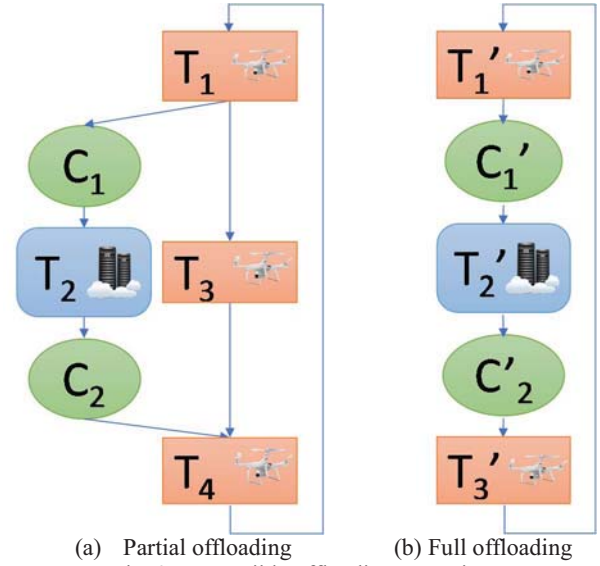 T1
T1’
C1
C1’
T2
T3
T2’
C2
C’2
T4
T3’
(a) Partial offloading
(b) Full offloading